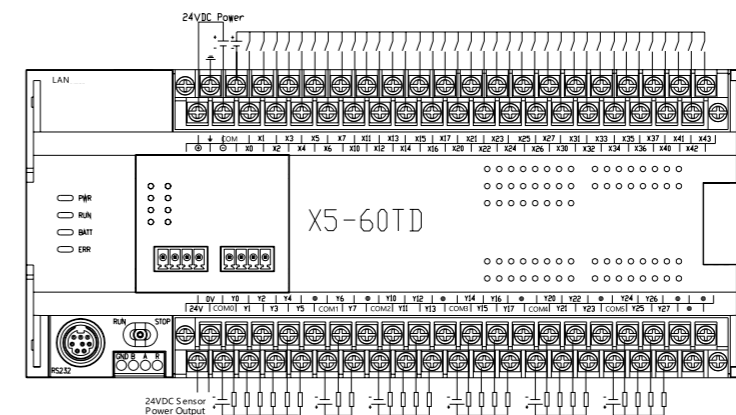 24VDC Power
LAN
COM X1 X3 X5 X7 X11 X13 X15 X17 X21 X23 X25 X27 X31 X33 X35 X37 X41 X43
X0 X2 X4 X6 X10 X12 X14 X16 X20 X22 X24 X26 X30 X32 X34 X36 X40 X42
PWR
RUN
BATT
ERR
X5-60TD
0V Y0 Y2 Y4 Y6 Y10 Y12 Y14 Y16 Y20 Y22 Y24 Y26
24V COM0 Y1 Y3 Y5 COM1 Y7 COM2 Y11 Y13 COM3 Y15 Y17 COM4 Y21 Y23 COM5 Y25 Y27
RUN STOP
RS232
GND B A R
24VDC Sensor
Power Output